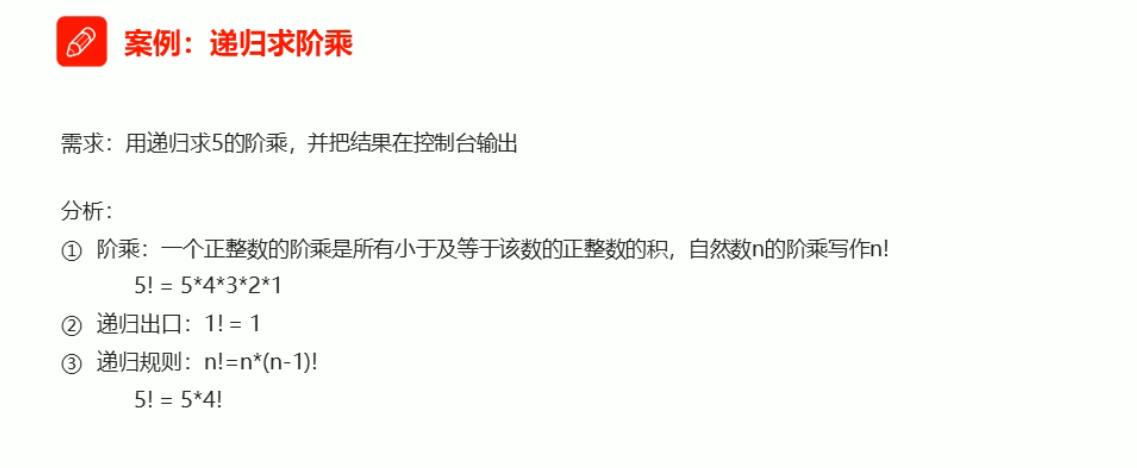 案例：递归求阶乘
需求：用递归求5的阶乘，并把结果在控制台输出
分析：
① 阶乘：一个正整数的阶乘是所有小于及等于该数的正整数的积，自然数n的阶乘写作n!
5! = 5*4*3*2*1
② 递归出口：1! = 1
③ 递归规则：n!=n*(n-1)!
5! = 5*4!